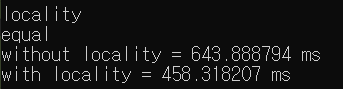 locality
equal
without locality = 643.888794 ms
with locality = 458.318207 ms